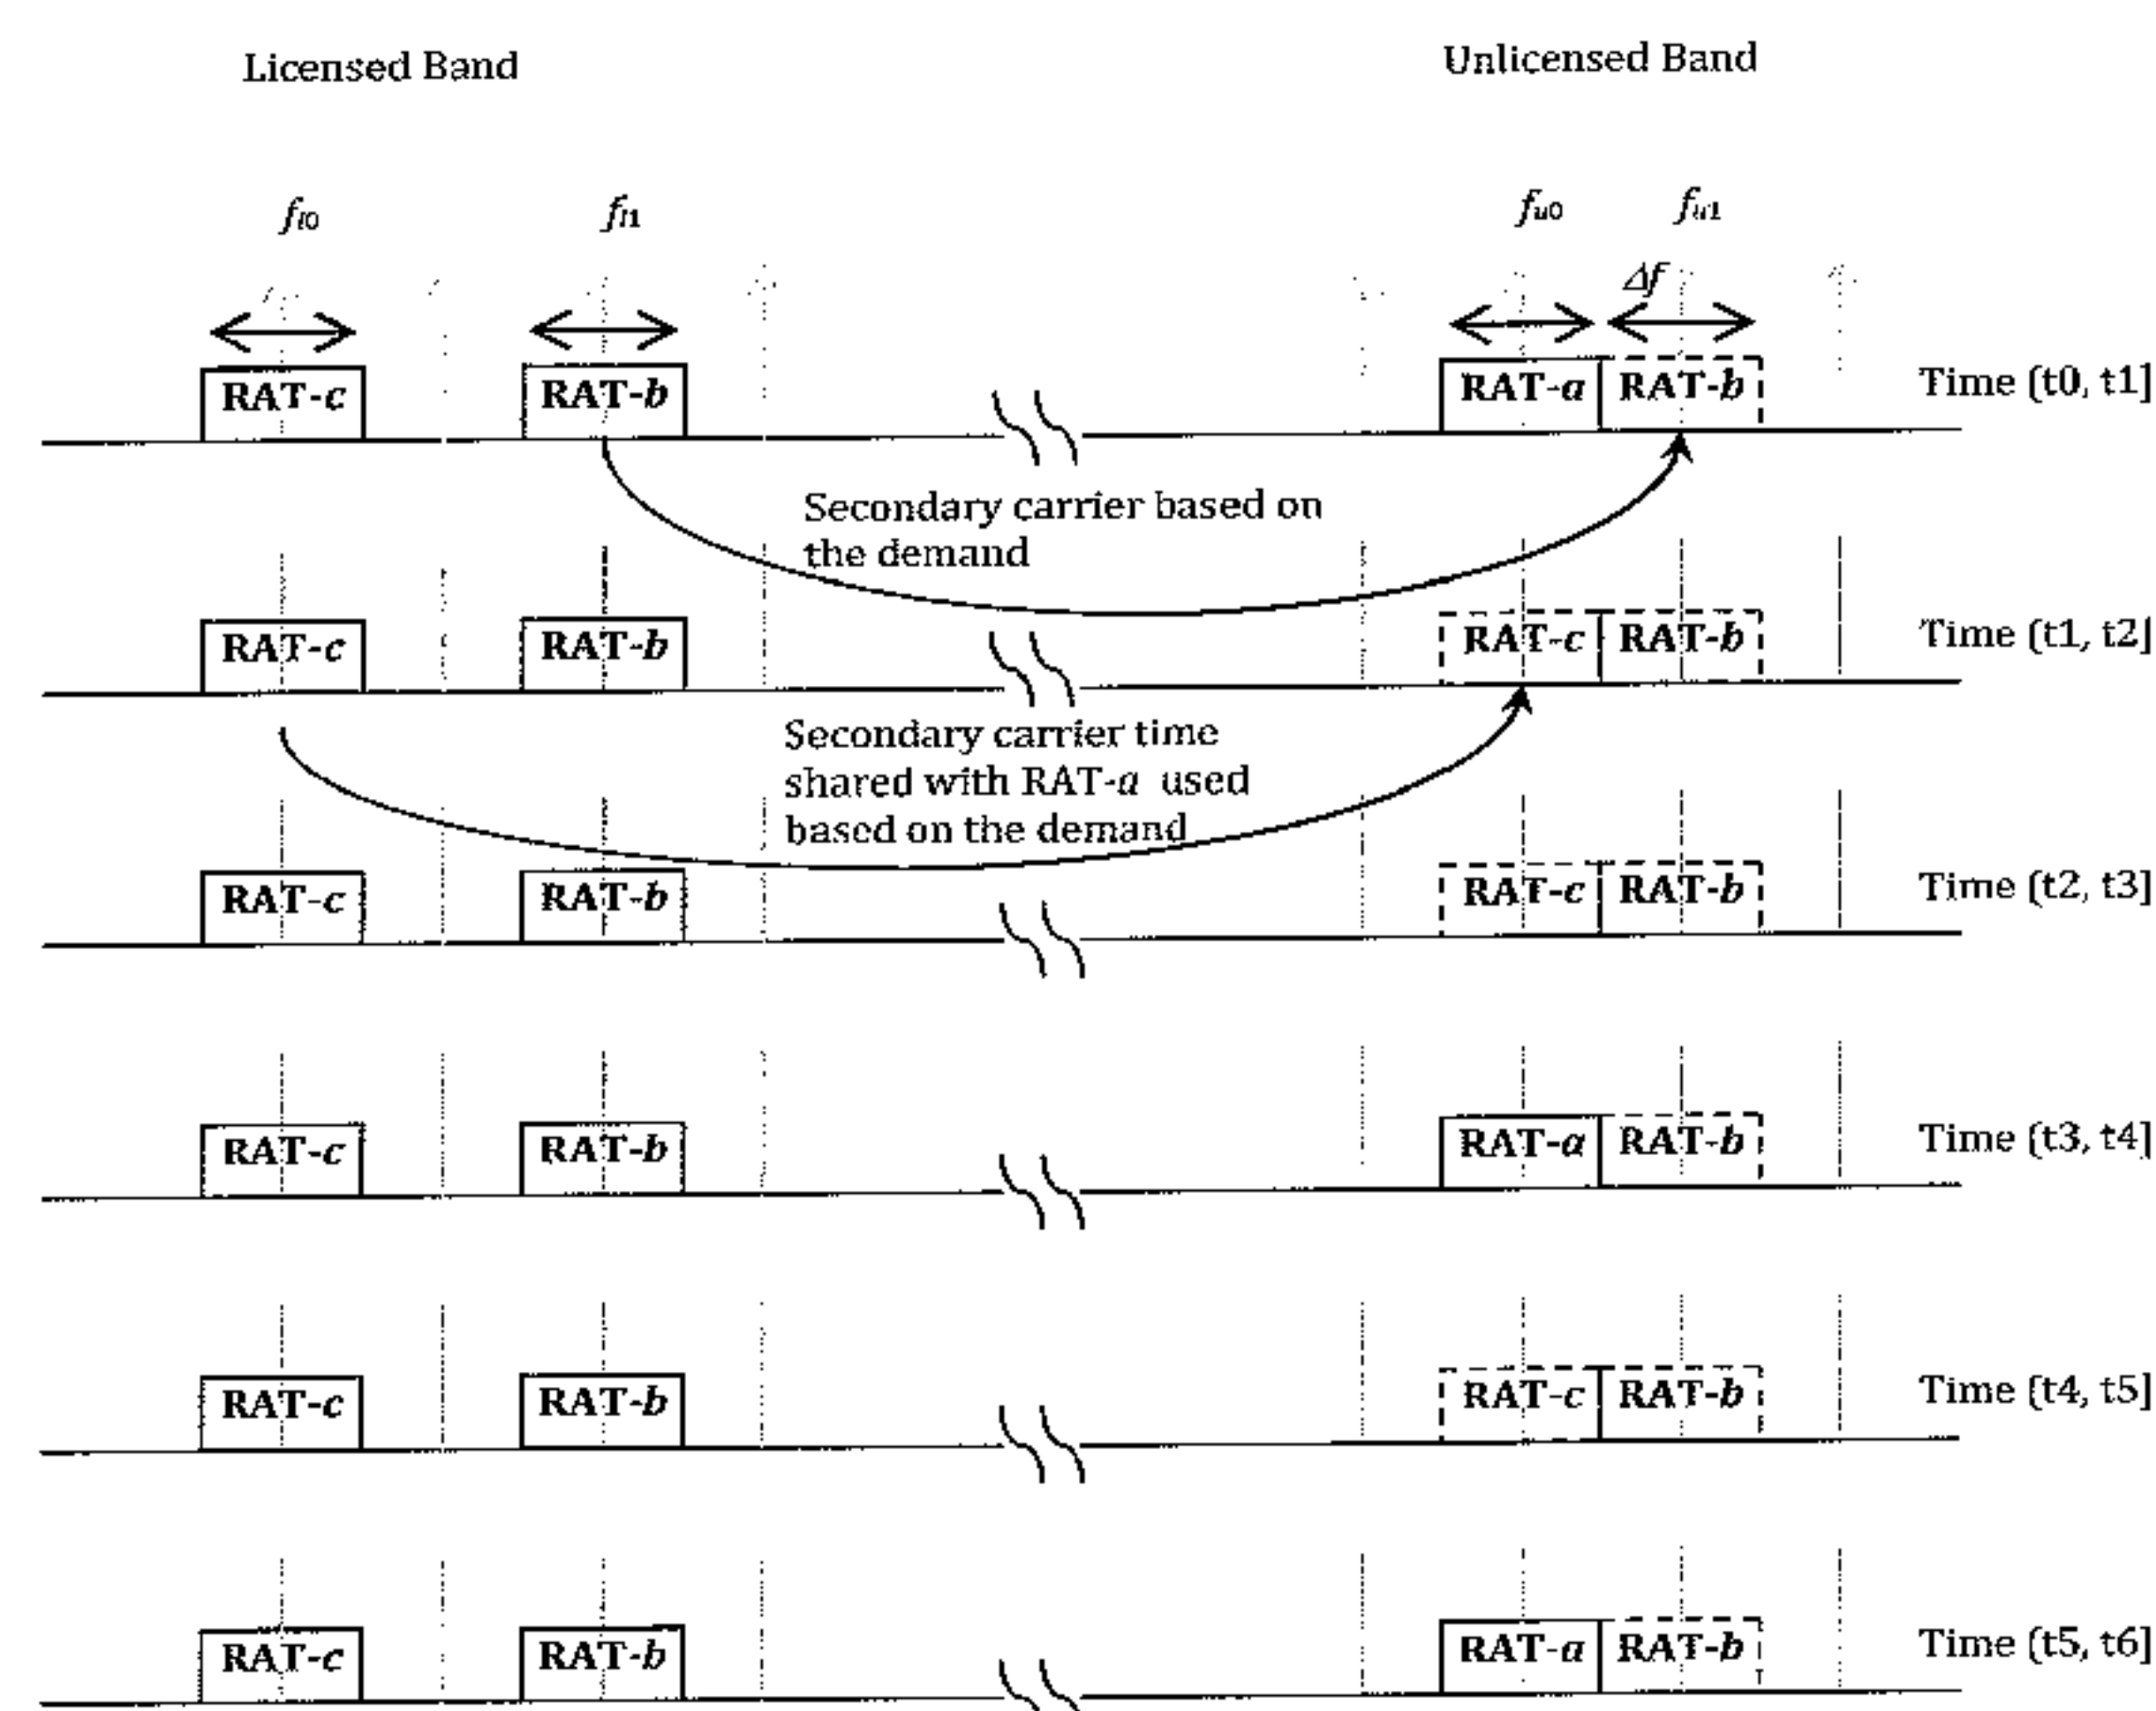 Licensed Band
Unlicensed Band
fl0
fl1
fu0
fu1
Δf
RAT-c
RAT-b
RAT-a
RAT-b
Time (t0, t1]
Secondary carrier based on
the demand
RAT-c
RAT-b
RAT-c
RAT-b
Time (t1, t2]
Secondary carrier time
shared with RAT-a used
based on the demand
RAT-c
RAT-b
RAT-c
RAT-b
Time (t2, t3]
RAT-c
RAT-b
RAT-a
RAT-b
Time (t3, t4]
RAT-c
RAT-b
RAT-c
RAT-b
Time (t4, t5]
RAT-c
RAT-b
RAT-a
RAT-b
Time (t5, t6]